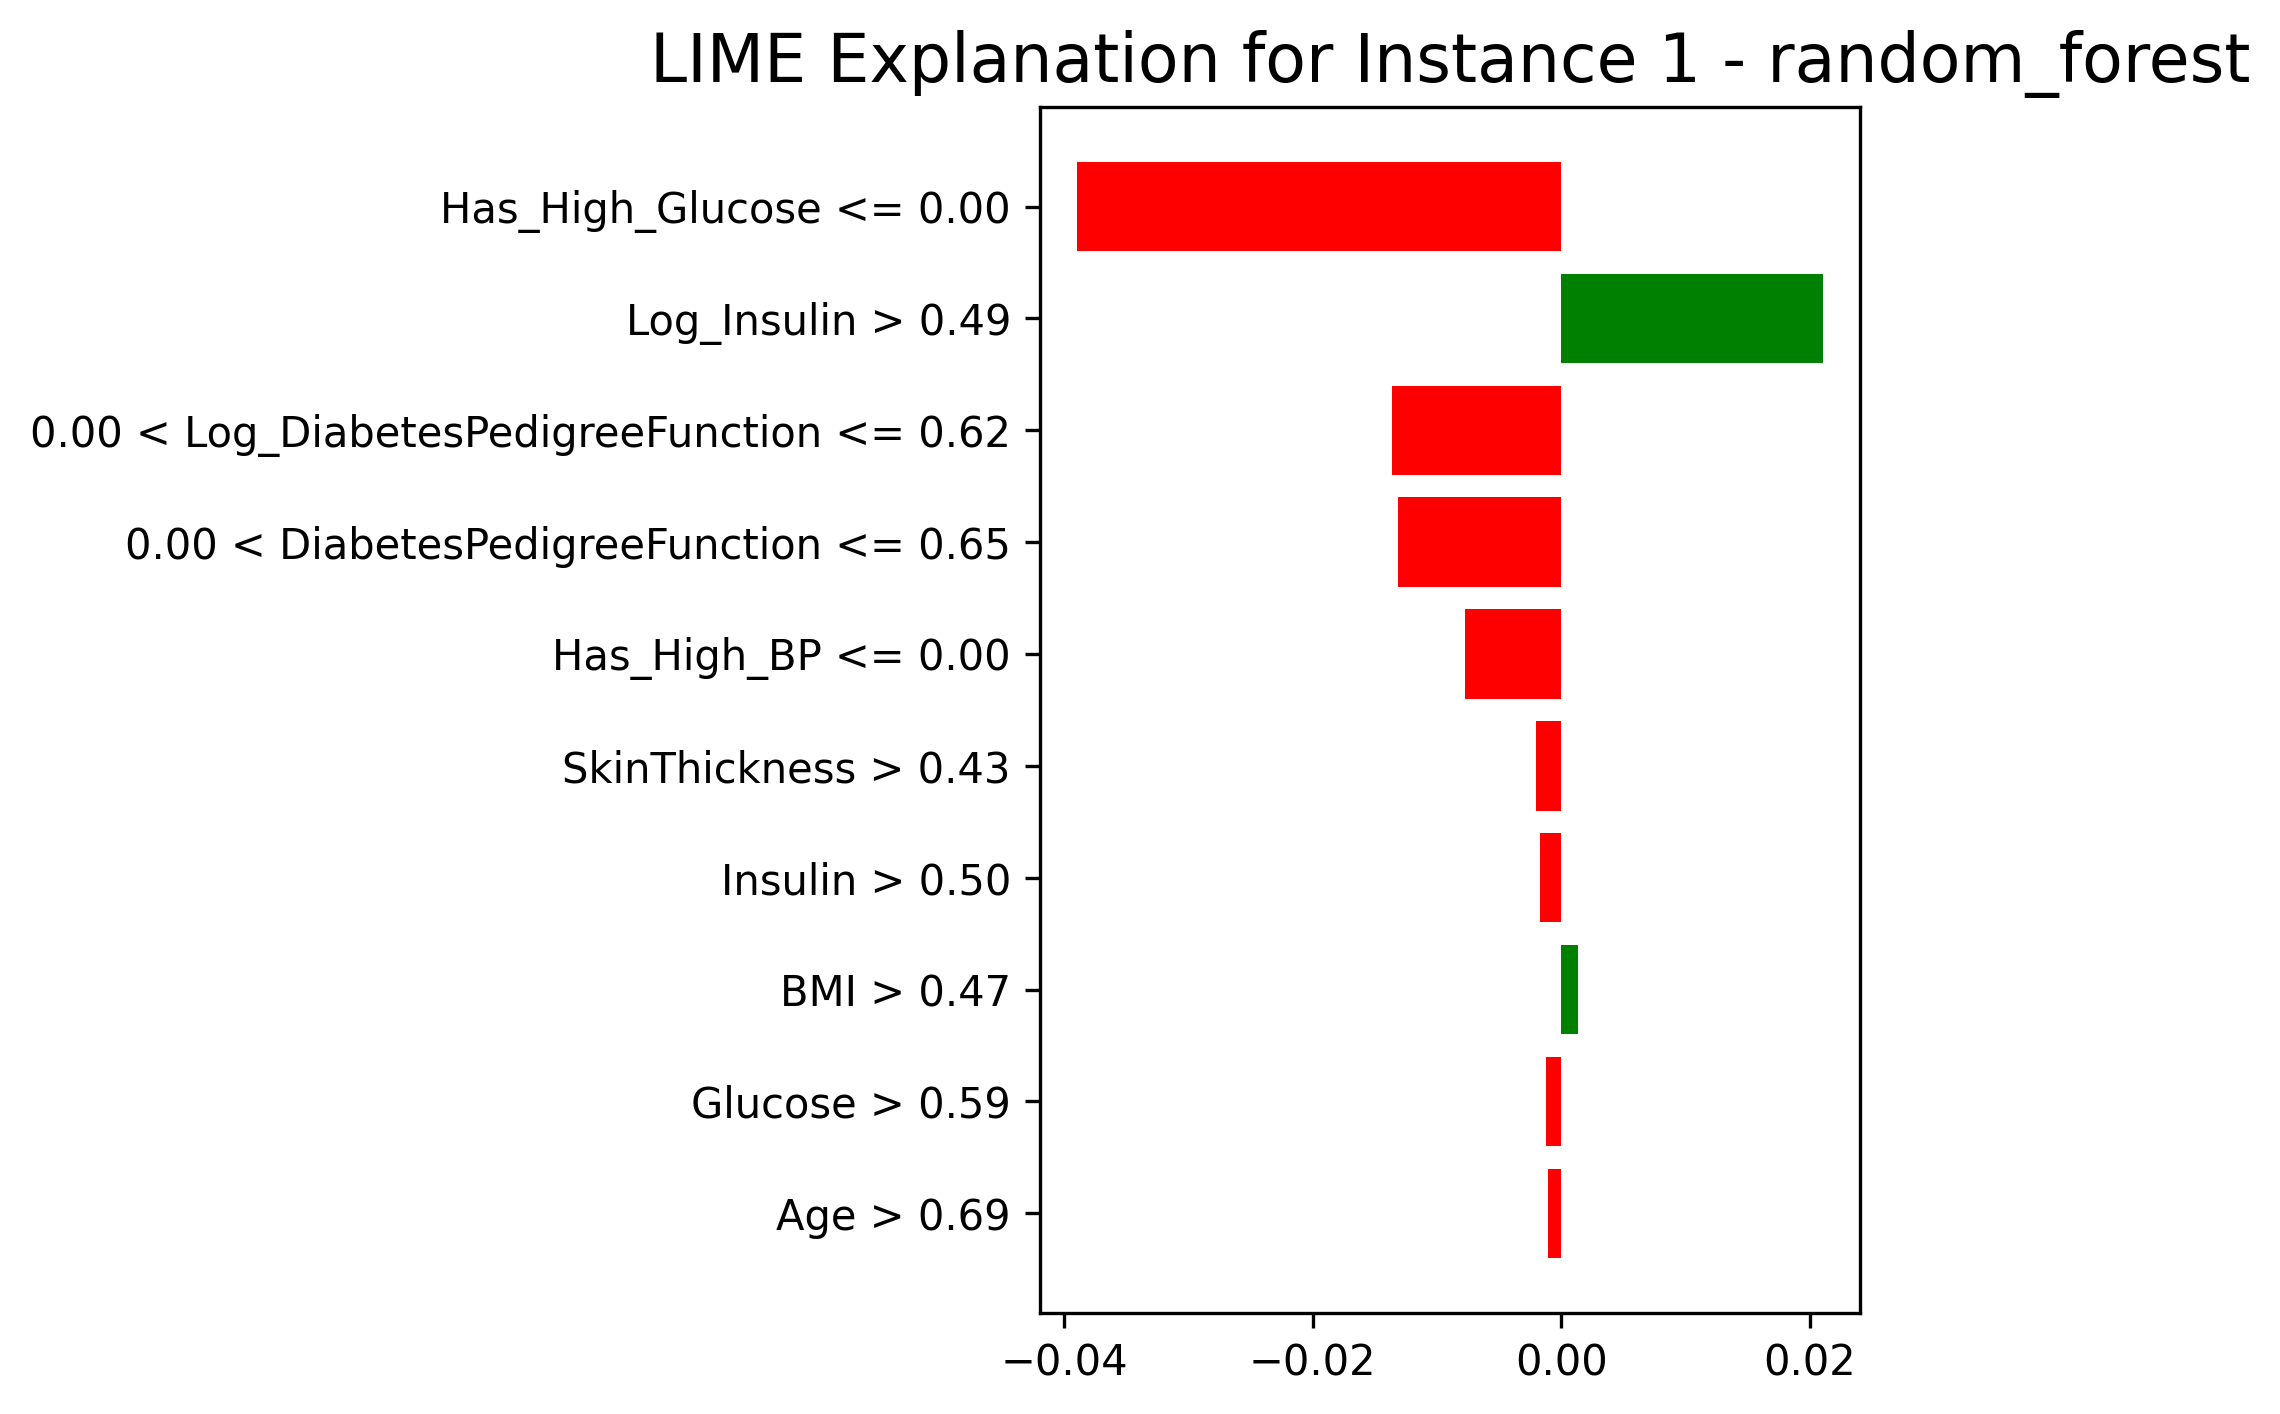 LIME Explanation for Instance 1 - random_forest
Has_High_Glucose <= 0.00
Log_Insulin > 0.49
0.00 < Log_DiabetesPedigreeFunction <= 0.62
0.00 < DiabetesPedigreeFunction <= 0.65
Has_High_BP <= 0.00
SkinThickness > 0.43
Insulin > 0.50
BMI > 0.47
Glucose > 0.59
Age > 0.69
−0.04 −0.02 0.00 0.02